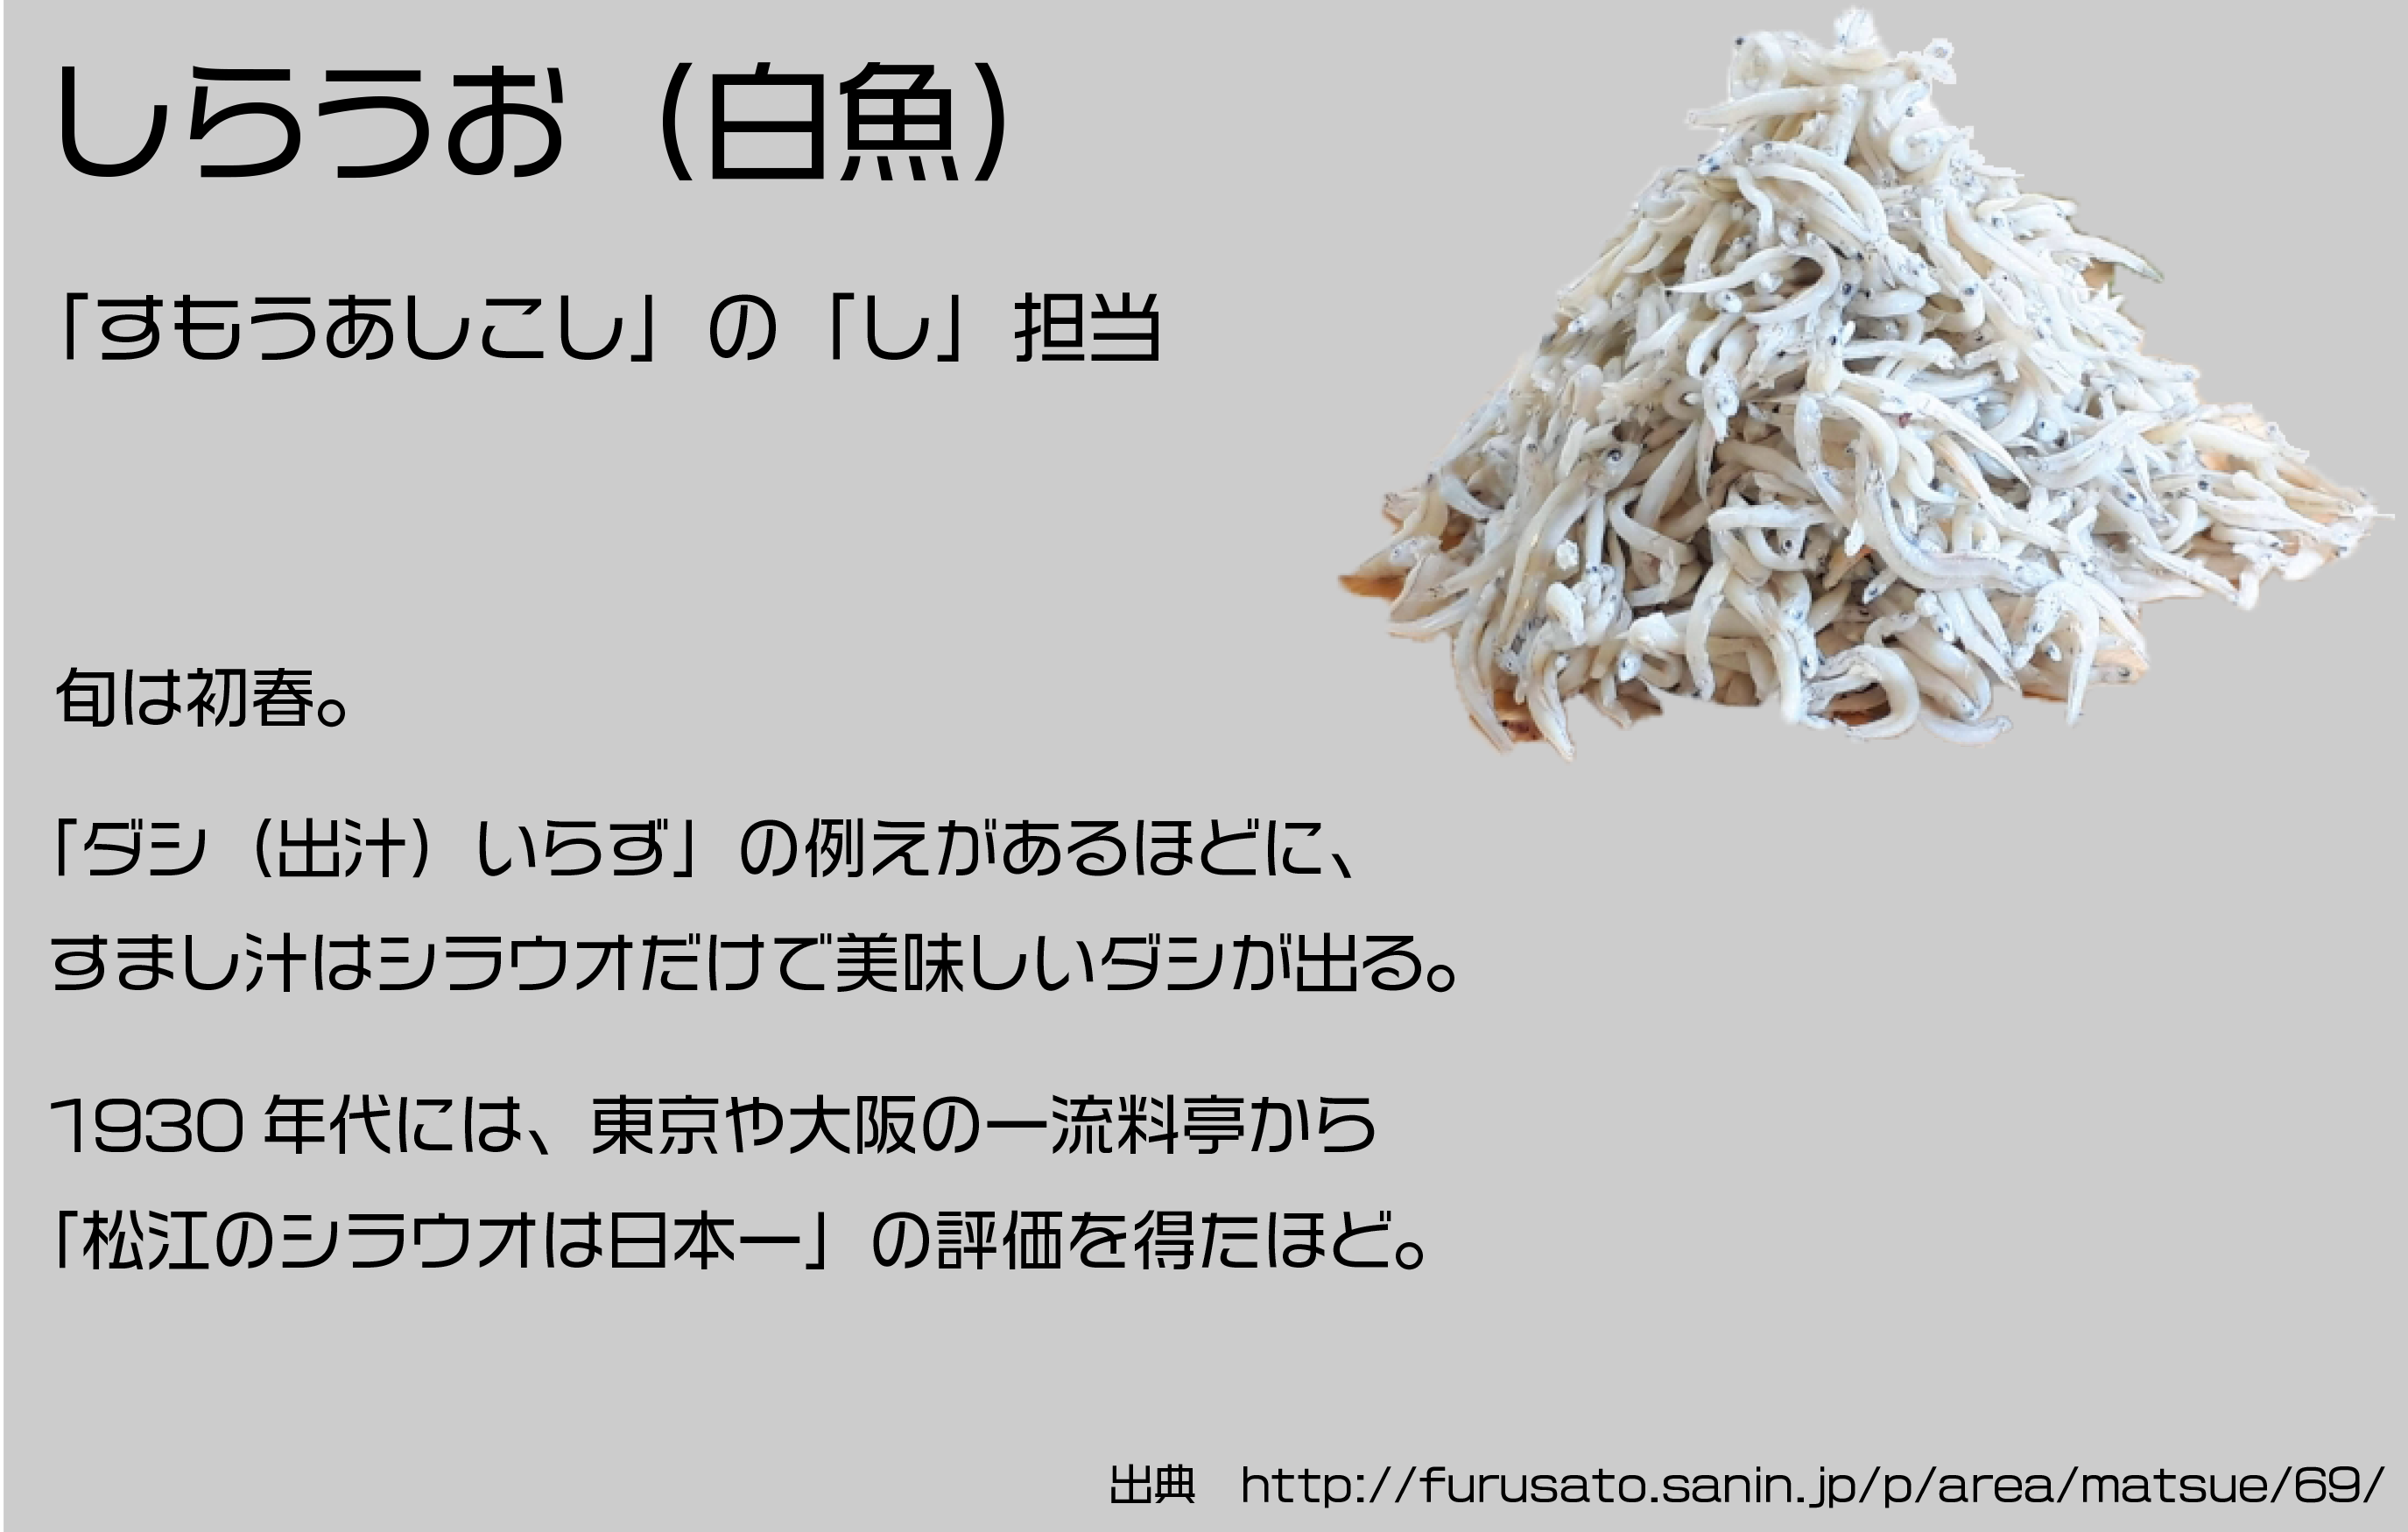 しらうお（白魚）
「すもうあしこし」の「し」担当
旬は初春。
「ダシ（出汁）いらず」の例えがあるほどに、
すまし汁はシラウオだけで美味しいダシが出る。
1930 年代には、東京や大阪の一流料亭から
「松江のシラウオは日本一」の評価を得たほど。
出典　http://furusato.sanin.jp/p/area/matsue/69/